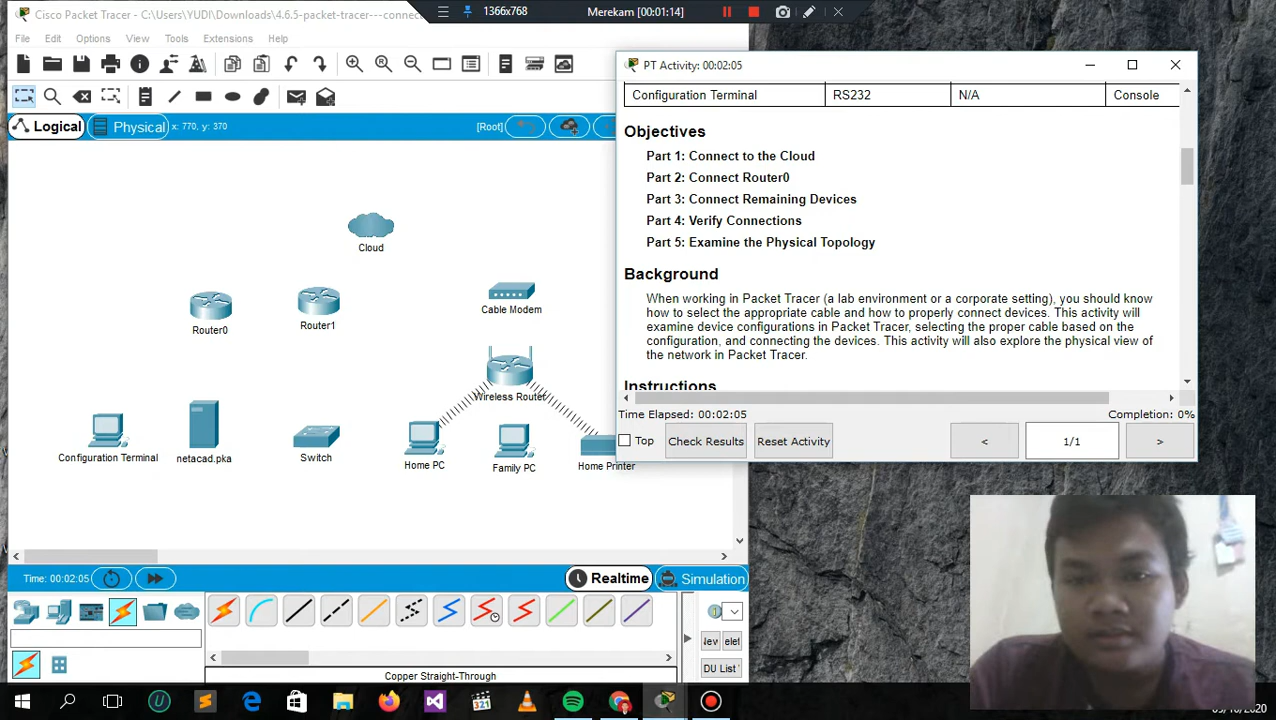 Cisco Packet Tracer - C:\Users\YUDI\Downloads\4.6.5-packet-tracer---connec
1366x768
Merekam [00:01:14]
File Edit Options View Tools Extensions Help
PT Activity: 00:02:05
Configuration Terminal RS232 N/A Console
Logical Physical x: 770, y: 370 [Root]
Objectives
Part 1: Connect to the Cloud
Part 2: Connect Router0
Part 3: Connect Remaining Devices
Part 4: Verify Connections
Part 5: Examine the Physical Topology
Background
When working in Packet Tracer (a lab environment or a corporate setting), you should know
how to select the appropriate cable and how to properly connect devices. This activity will
examine device configurations in Packet Tracer, selecting the proper cable based on the
configuration, and connecting the devices. This activity will also explore the physical view of
the network in Packet Tracer.
Instructions
Time Elapsed: 00:02:05 Completion: 0%
Top Check Results Reset Activity < 1/1 >
Cloud
Router0
Router1
Cable Modem
Wireless Router
Configuration Terminal
netacad.pka
Switch
Home PC
Family PC
Home Printer
Time: 00:02:05
Realtime Simulation
Copper Straight-Through
DU List
321